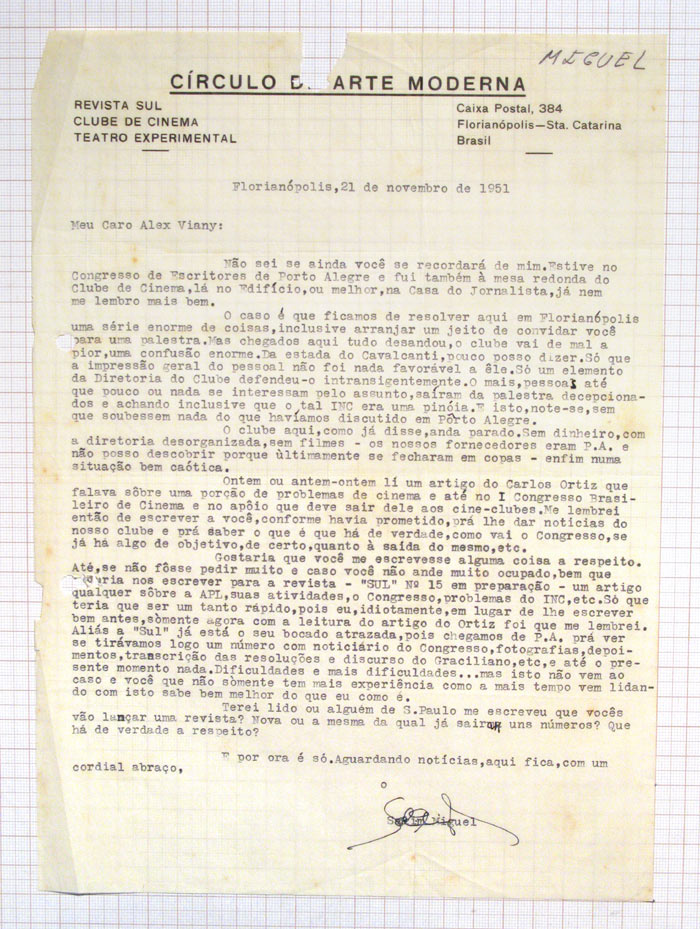 MIGUEL
CÍRCULO D ARTE MODERNA
REVISTA SUL
CLUBE DE CINEMA
TEATRO EXPERIMENTAL
Caixa Postal, 384
Florianópolis—Sta. Catarina
Brasil
Florianópolis,21 de novembro de 1951
Meu Caro Alex Viany:
Não sei se ainda você se recordará de mim.Estive no
Congresso de Escritores de Porto Alegre e fui também à mesa redonda do
Clube de Cinema,lá no Edifício,ou melhor,na Casa do Jornalista,já nem
me lembro mais bem.
O caso é que ficamos de resolver aqui em Florianópolis
uma série enorme de coisas,inclusive arranjar um jeito de convidar você
para uma palestra.Mas chegados aqui tudo desandou,o clube vai de mal a
pior,uma confusão enorme.Da estada do Cavalcanti,pouco posso dizer.Só que
a impressão geral do pessoal não foi nada favorável a êle.Só um elemento
da Diretoria do Clube defendeu-o intransigentemente.O mais,pessoas até
que pouco ou nada se interessam pelo assunto,saíram da palestra decepciona-
dos e achando inclusive que o tal INC era uma pinóia.E isto,note-se,sem
que soubessem nada do que havíamos discutido em Pôrto Alegre.
O clube aqui,como já disse,anda parado.Sem dinheiro,com
a diretoria desorganizada,sem filmes - os nossos fornecedores eram P.A. e
não posso descobrir porque ùltimamente se fecharam em copas - enfim numa
situação bem caótica.
Ontem ou antem-ontem lí um artigo do Carlos Ortiz que
falava sôbre uma porção de problemas de cinema e até no I Congresso Brasi-
leiro de Cinema e no apôio que deve sair dele aos cine-clubes.Me lembrei
então de escrever a você,conforme havia prometido,prá lhe dar notícias do
nosso clube e prá saber o que é que há de verdade,como vai o Congresso,se
já há algo de objetivo,de certo,quanto à saída do mesmo,etc.
Gostaria que você me escrevesse alguma coisa a respeito.
Até,se não fôsse pedir muito e caso você não ande muito ocupado,bem que
nos escrever para a revista - "SUL" Nº 15 em preparação - um artigo
qualquer sôbre a APL,suas atividades,o Congresso,problemas do INC,etc.Só que
teria que ser um tanto rápido,pois eu,idiotamente,em lugar de lhe escrever
bem antes,sòmente agora com a leitura do artigo do Ortiz foi que me lembrei.
Aliás a "Sul" já está o seu bocado atrazada,pois chegamos de P.A. prá ver
se tirávamos logo um número com noticiário do Congresso,fotografias,depoi-
mentos,transcrição das resoluções e discurso do Graciliano,etc,e até o pre-
sente momento nada.Dificuldades e mais dificuldades...mas isto não vem ao
caso e você que não sòmente tem mais experiência como a mais tempo vem lidan-
do com isto sabe bem melhor do que eu como é.
Terei lido ou alguém de S.Paulo me escreveu que vocês
vão lançar uma revista? Nova ou a mesma da qual já sairam uns números? Que
há de verdade a respeito?
E por ora é só.Aguardando notícias,aqui fica,com um
cordial abraço,
o
Salim Miguel